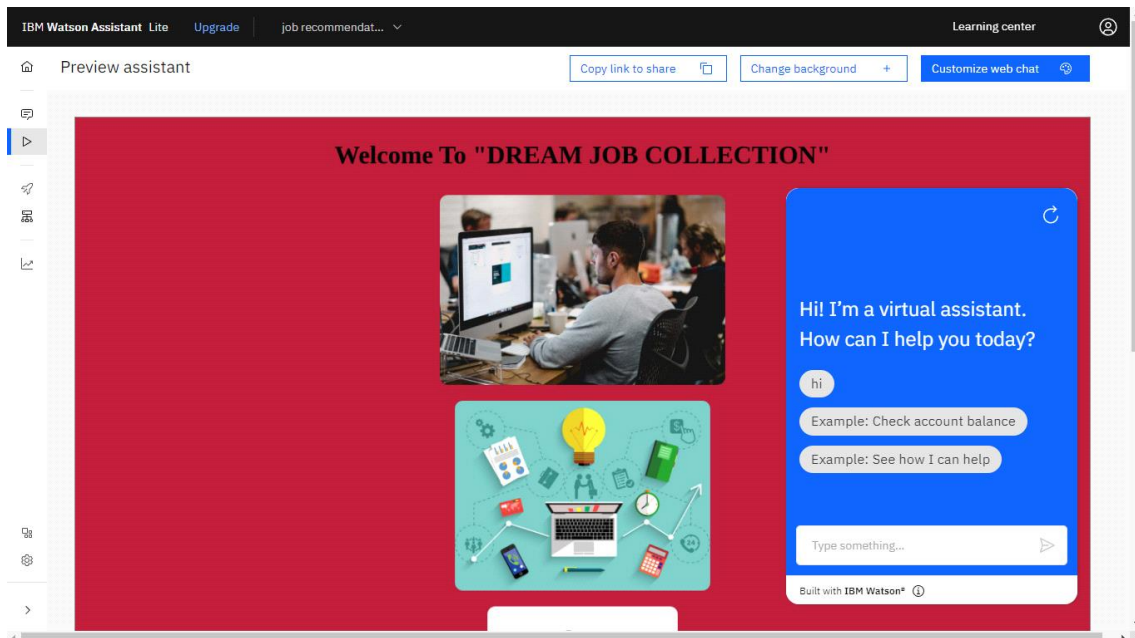 IBM Watson Assistant Lite Upgrade job recommendat... Learning center
Preview assistant Copy link to share Change background + Customize web chat
Welcome To "DREAM JOB COLLECTION"
Hi! I'm a virtual assistant.
How can I help you today?
hi
Example: Check account balance
Example: See how I can help
24
Type something...
Built with IBM Watson®